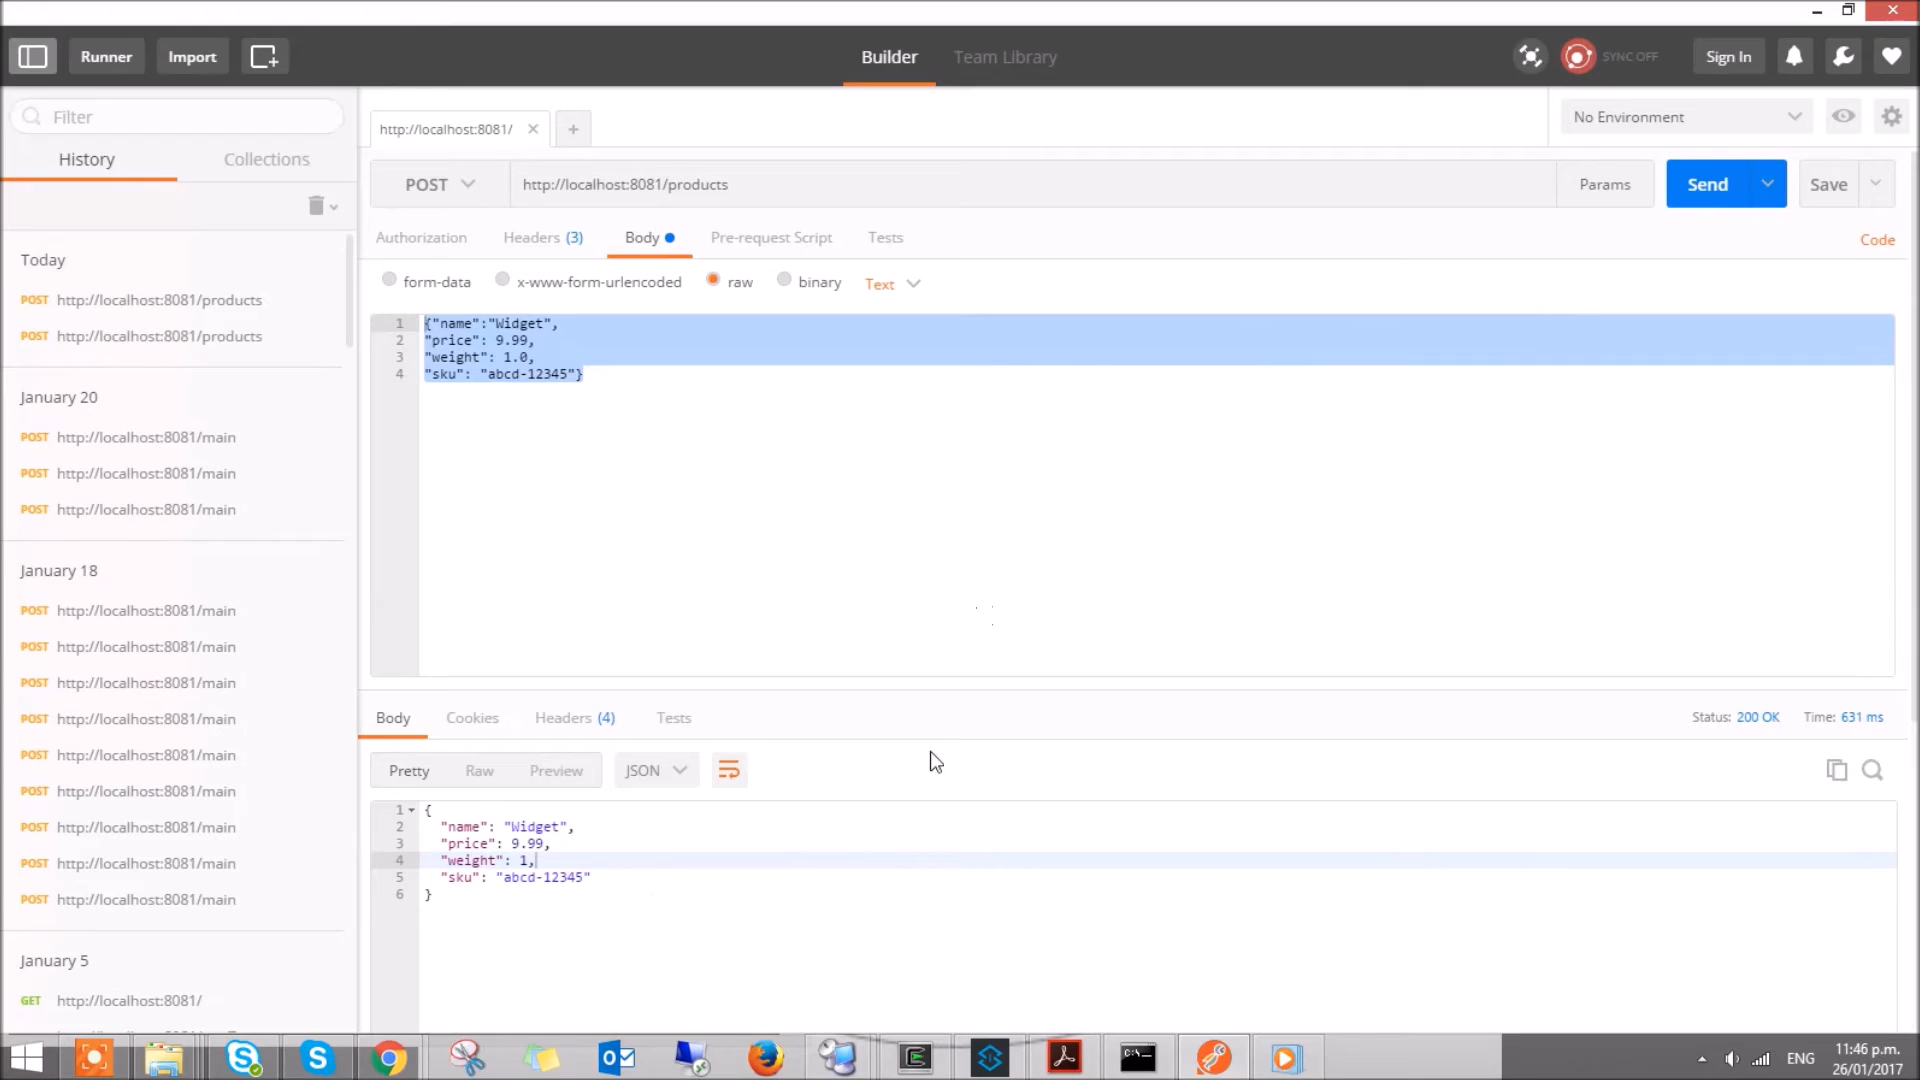 Runner
Import
Builder
Team Library
SYNC OFF
Sign In
Filter
History
Collections
Today
POST http://localhost:8081/products
POST http://localhost:8081/products
January 20
POST http://localhost:8081/main
POST http://localhost:8081/main
POST http://localhost:8081/main
January 18
POST http://localhost:8081/main
POST http://localhost:8081/main
POST http://localhost:8081/main
POST http://localhost:8081/main
POST http://localhost:8081/main
POST http://localhost:8081/main
POST http://localhost:8081/main
POST http://localhost:8081/main
POST http://localhost:8081/main
January 5
GET http://localhost:8081/
http://localhost:8081/
No Environment
POST
http://localhost:8081/products
Params
Send
Save
Authorization
Headers (3)
Body
Pre-request Script
Tests
Code
form-data
x-www-form-urlencoded
raw
binary
Text
1 {"name":"Widget",
2 "price": 9.99,
3 "weight": 1.0,
4 "sku": "abcd-12345"}
Body
Cookies
Headers (4)
Tests
Status: 200 OK
Time: 631 ms
Pretty
Raw
Preview
JSON
1 {
2 "name": "Widget",
3 "price": 9.99,
4 "weight": 1,
5 "sku": "abcd-12345"
6 }
ENG
11:46 p.m.
26/01/2017